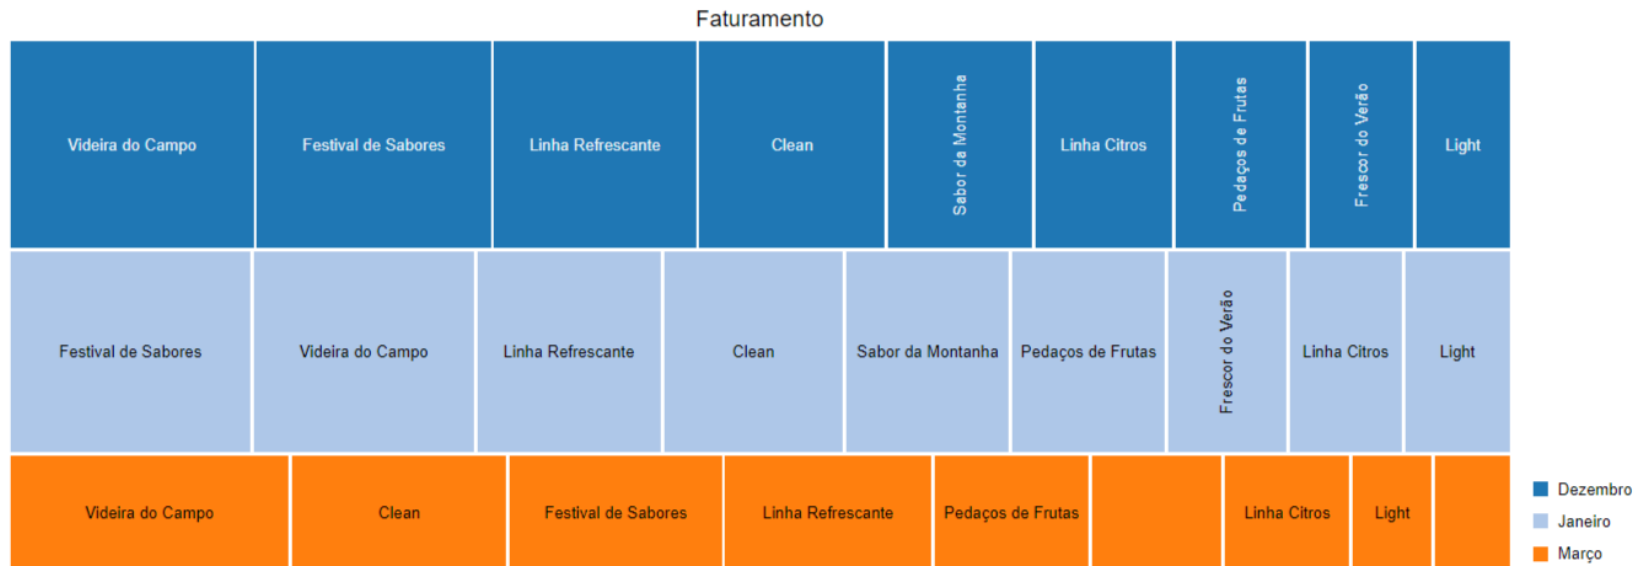 Faturamento
Videira do Campo
Festival de Sabores
Linha Refrescante
Clean
Sabor da Montanha
Linha Citros
Pedaços de Frutas
Frescor do Verão
Light
Festival de Sabores
Videira do Campo
Linha Refrescante
Clean
Sabor da Montanha
Pedaços de Frutas
Frescor do Verão
Linha Citros
Light
Videira do Campo
Clean
Festival de Sabores
Linha Refrescante
Pedaços de Frutas
Linha Citros
Light
Dezembro
Janeiro
Março